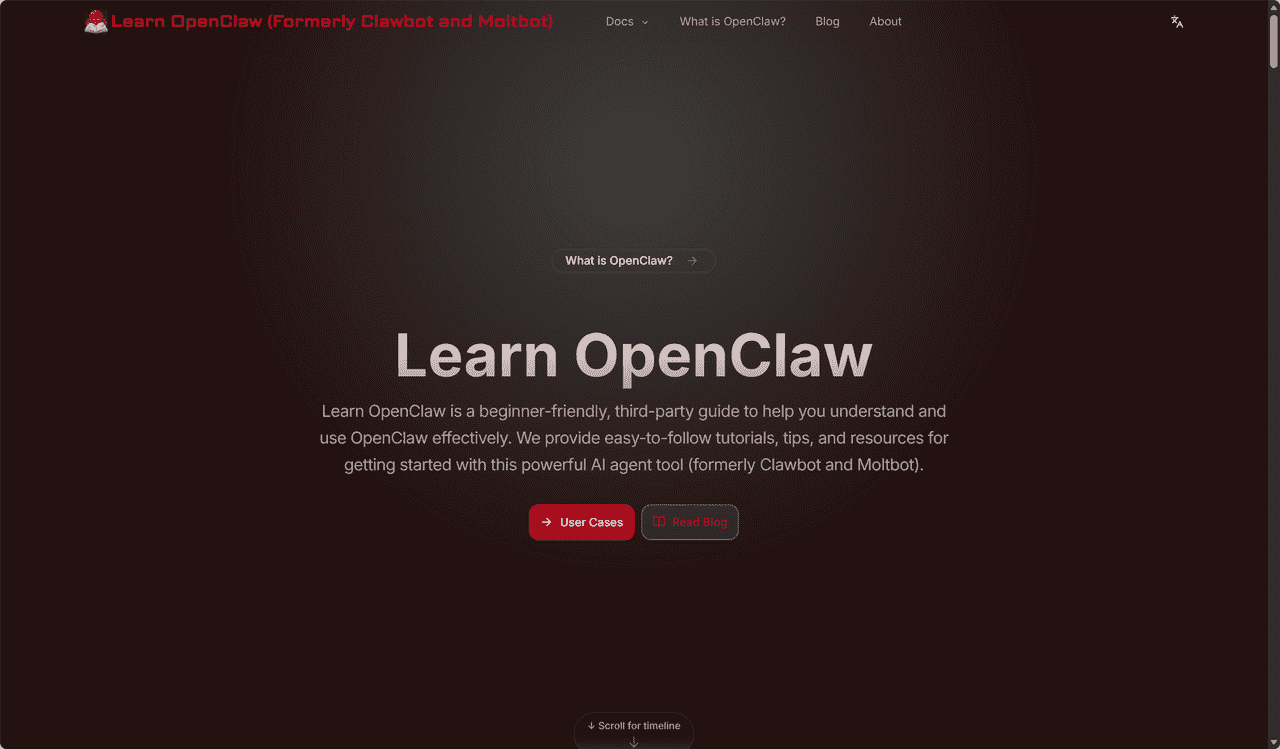 Learn OpenClaw (Formerly Clawbot and Moltbot)
Docs
What is OpenClaw?
Blog
About
What is OpenClaw? →
Learn OpenClaw
Learn OpenClaw is a beginner-friendly, third-party guide to help you understand and
use OpenClaw effectively. We provide easy-to-follow tutorials, tips, and resources for
getting started with this powerful AI agent tool (formerly Clawbot and Moltbot).
→ User Cases
Read Blog
↓ Scroll for timeline
↓